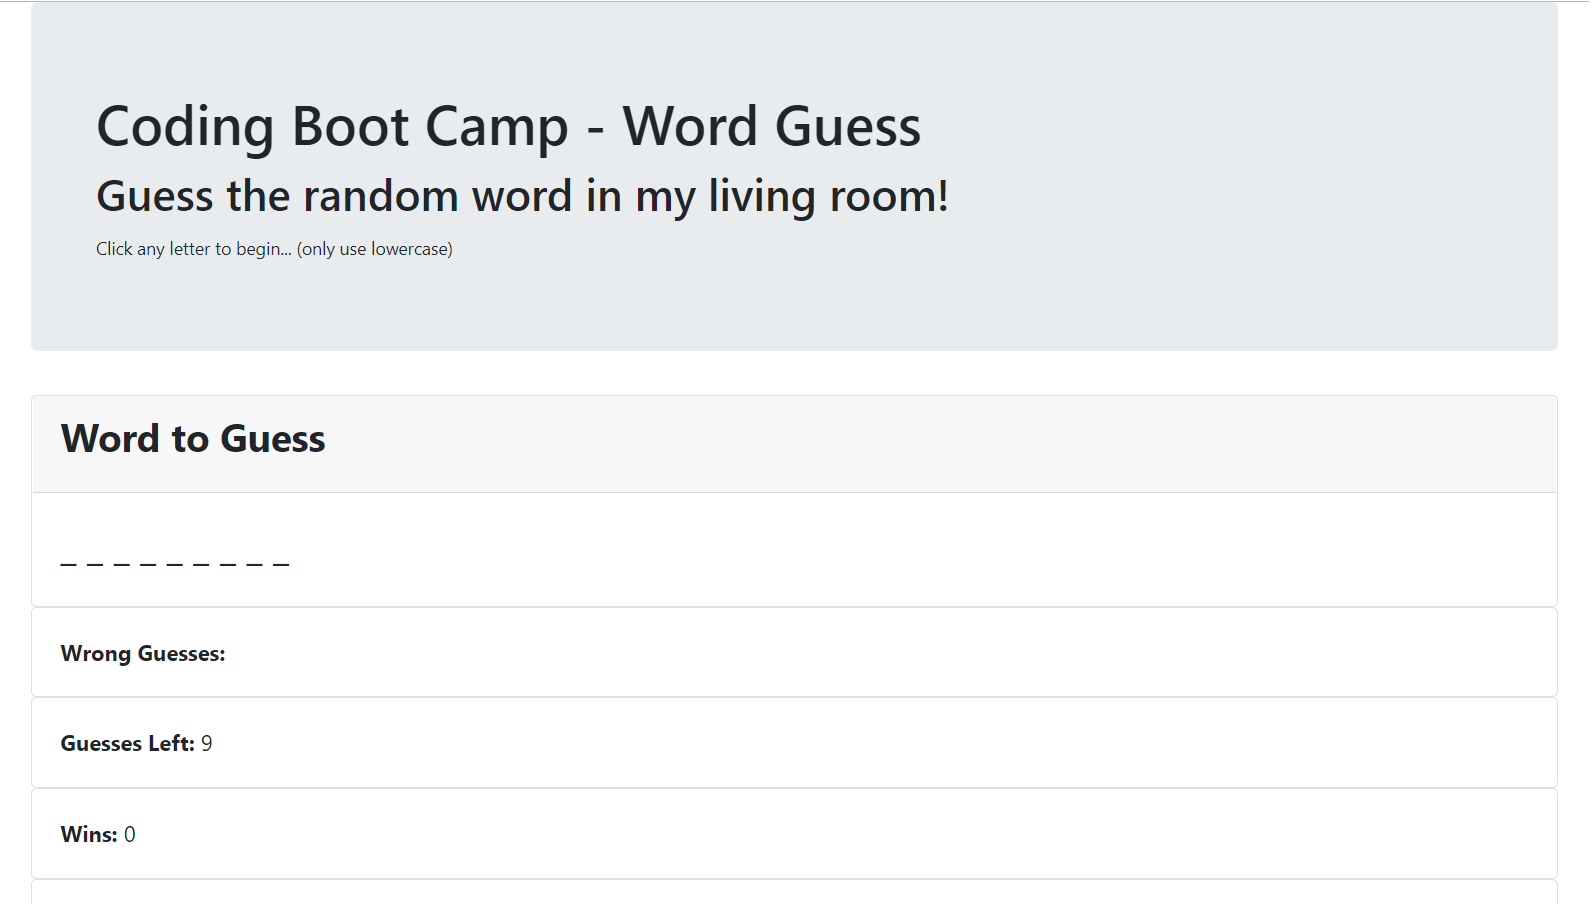 Coding Boot Camp - Word Guess
Guess the random word in my living room!
Click any letter to begin... (only use lowercase)
Word to Guess
_ _ _ _ _ _ _ _ _
Wrong Guesses:
Guesses Left: 9
Wins: 0